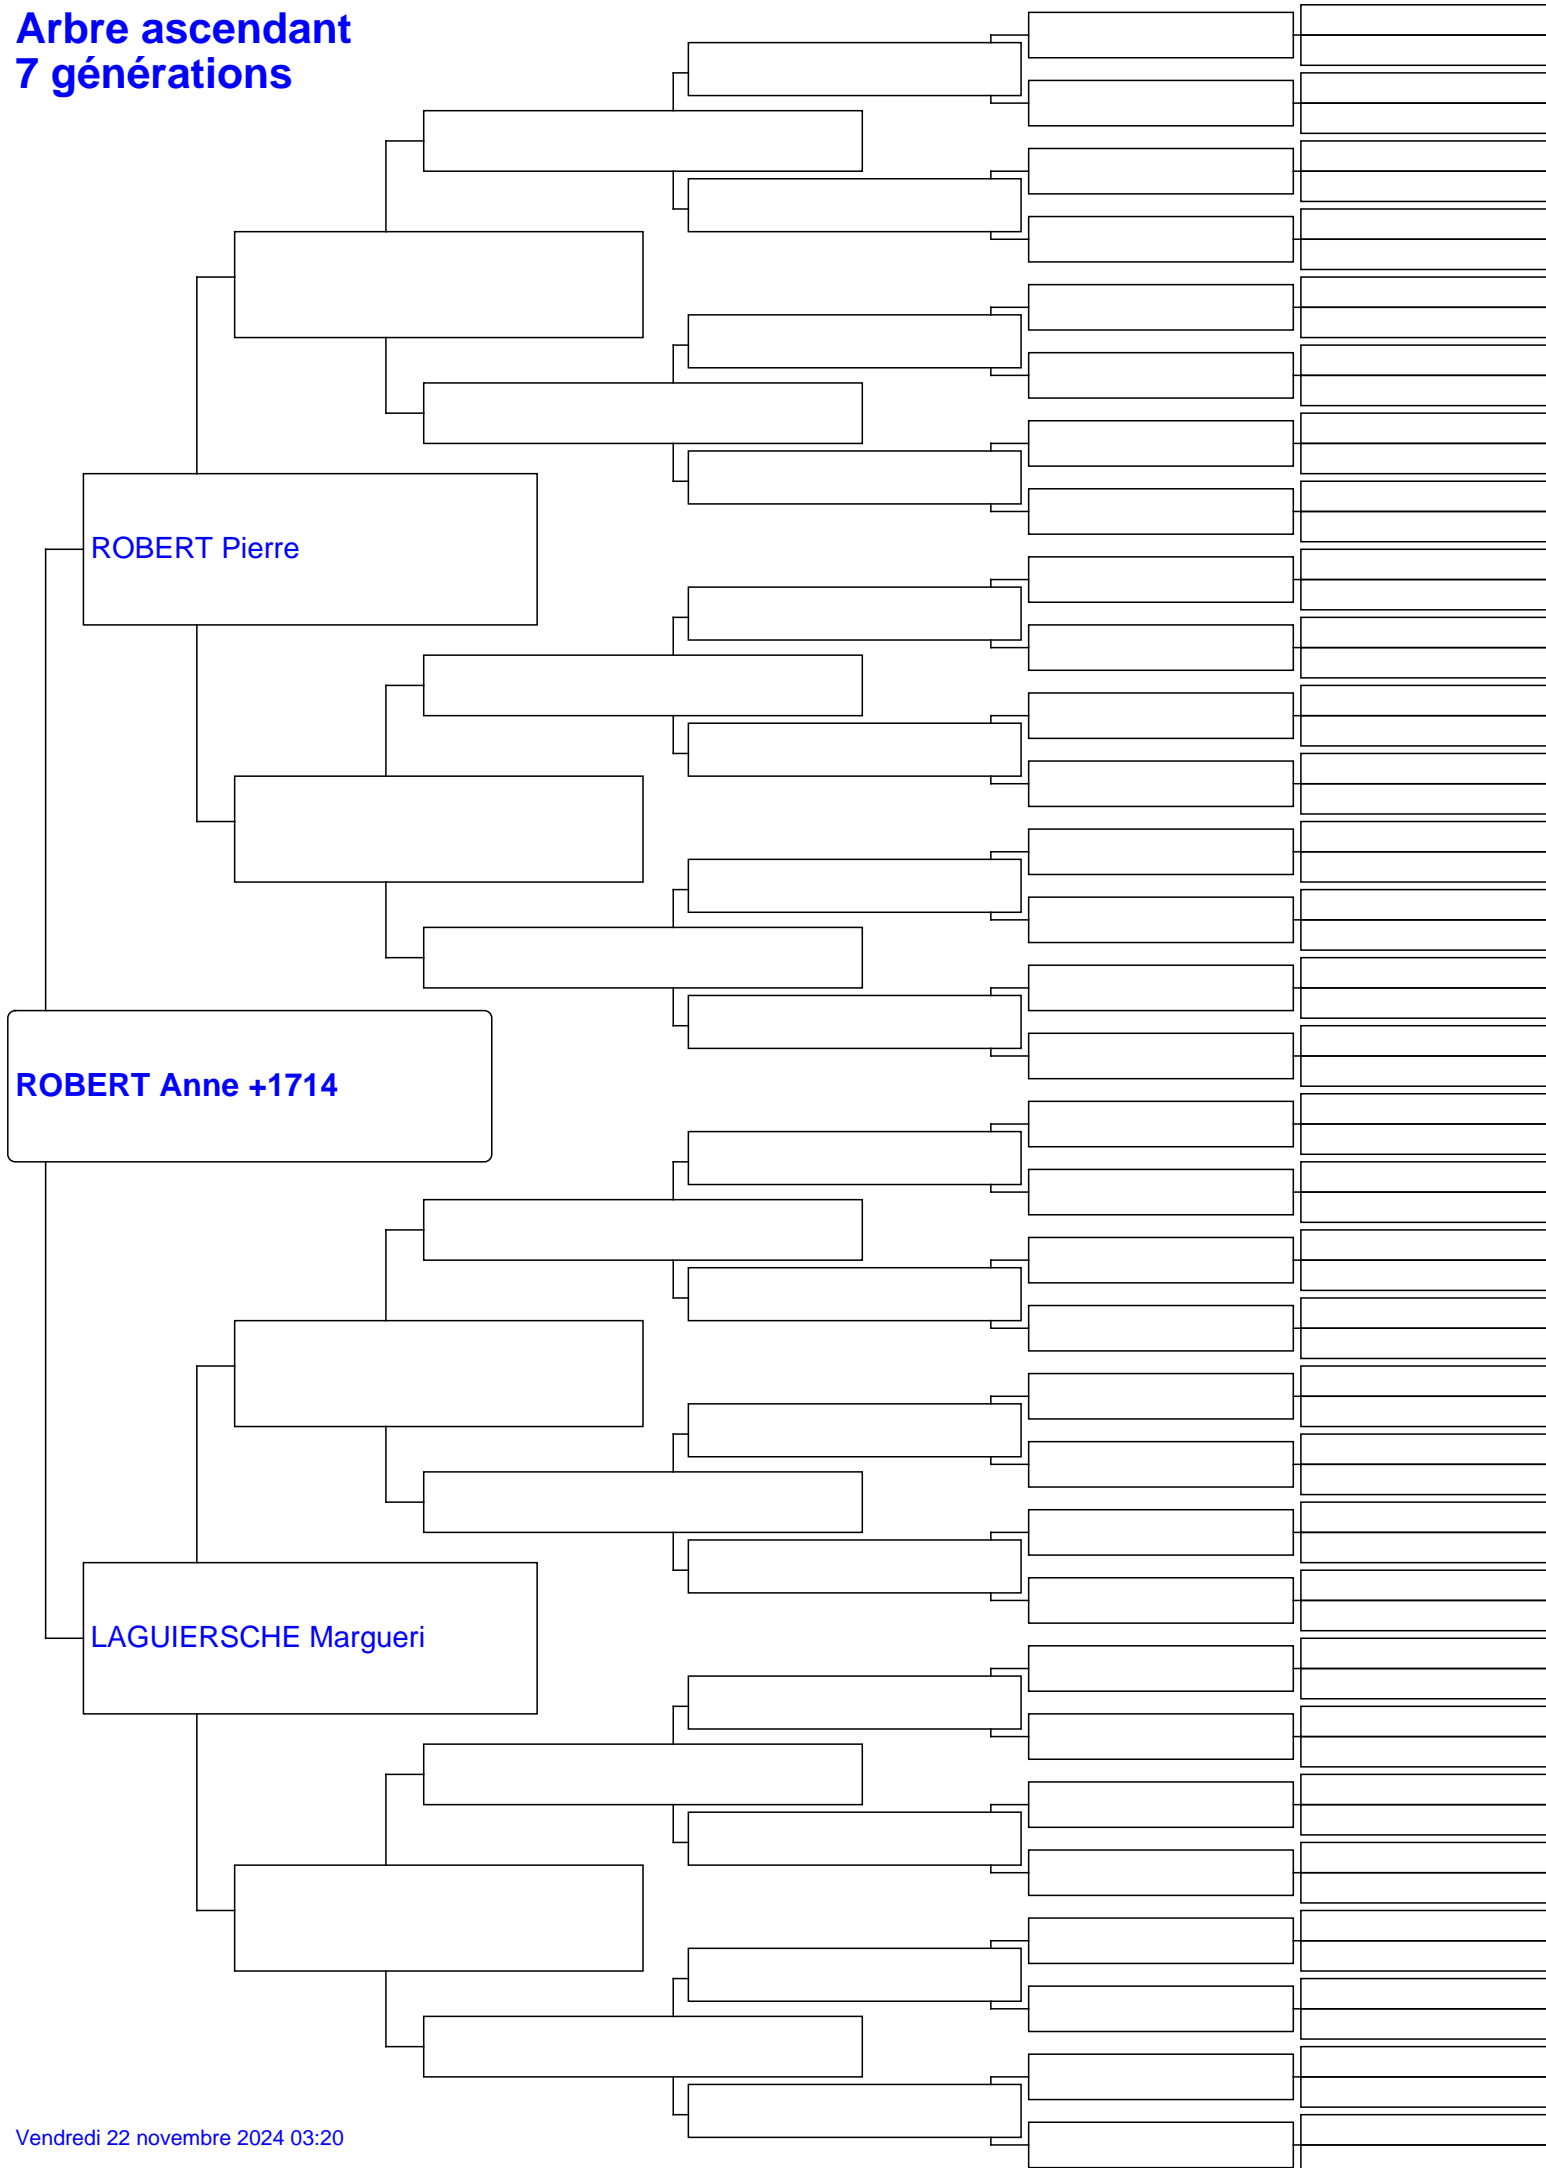 Arbre ascendant
7 générations
ROBERT Pierre
ROBERT Anne +1714
LAGUIERSCHE Margueri
Vendredi 22 novembre 2024 03:20